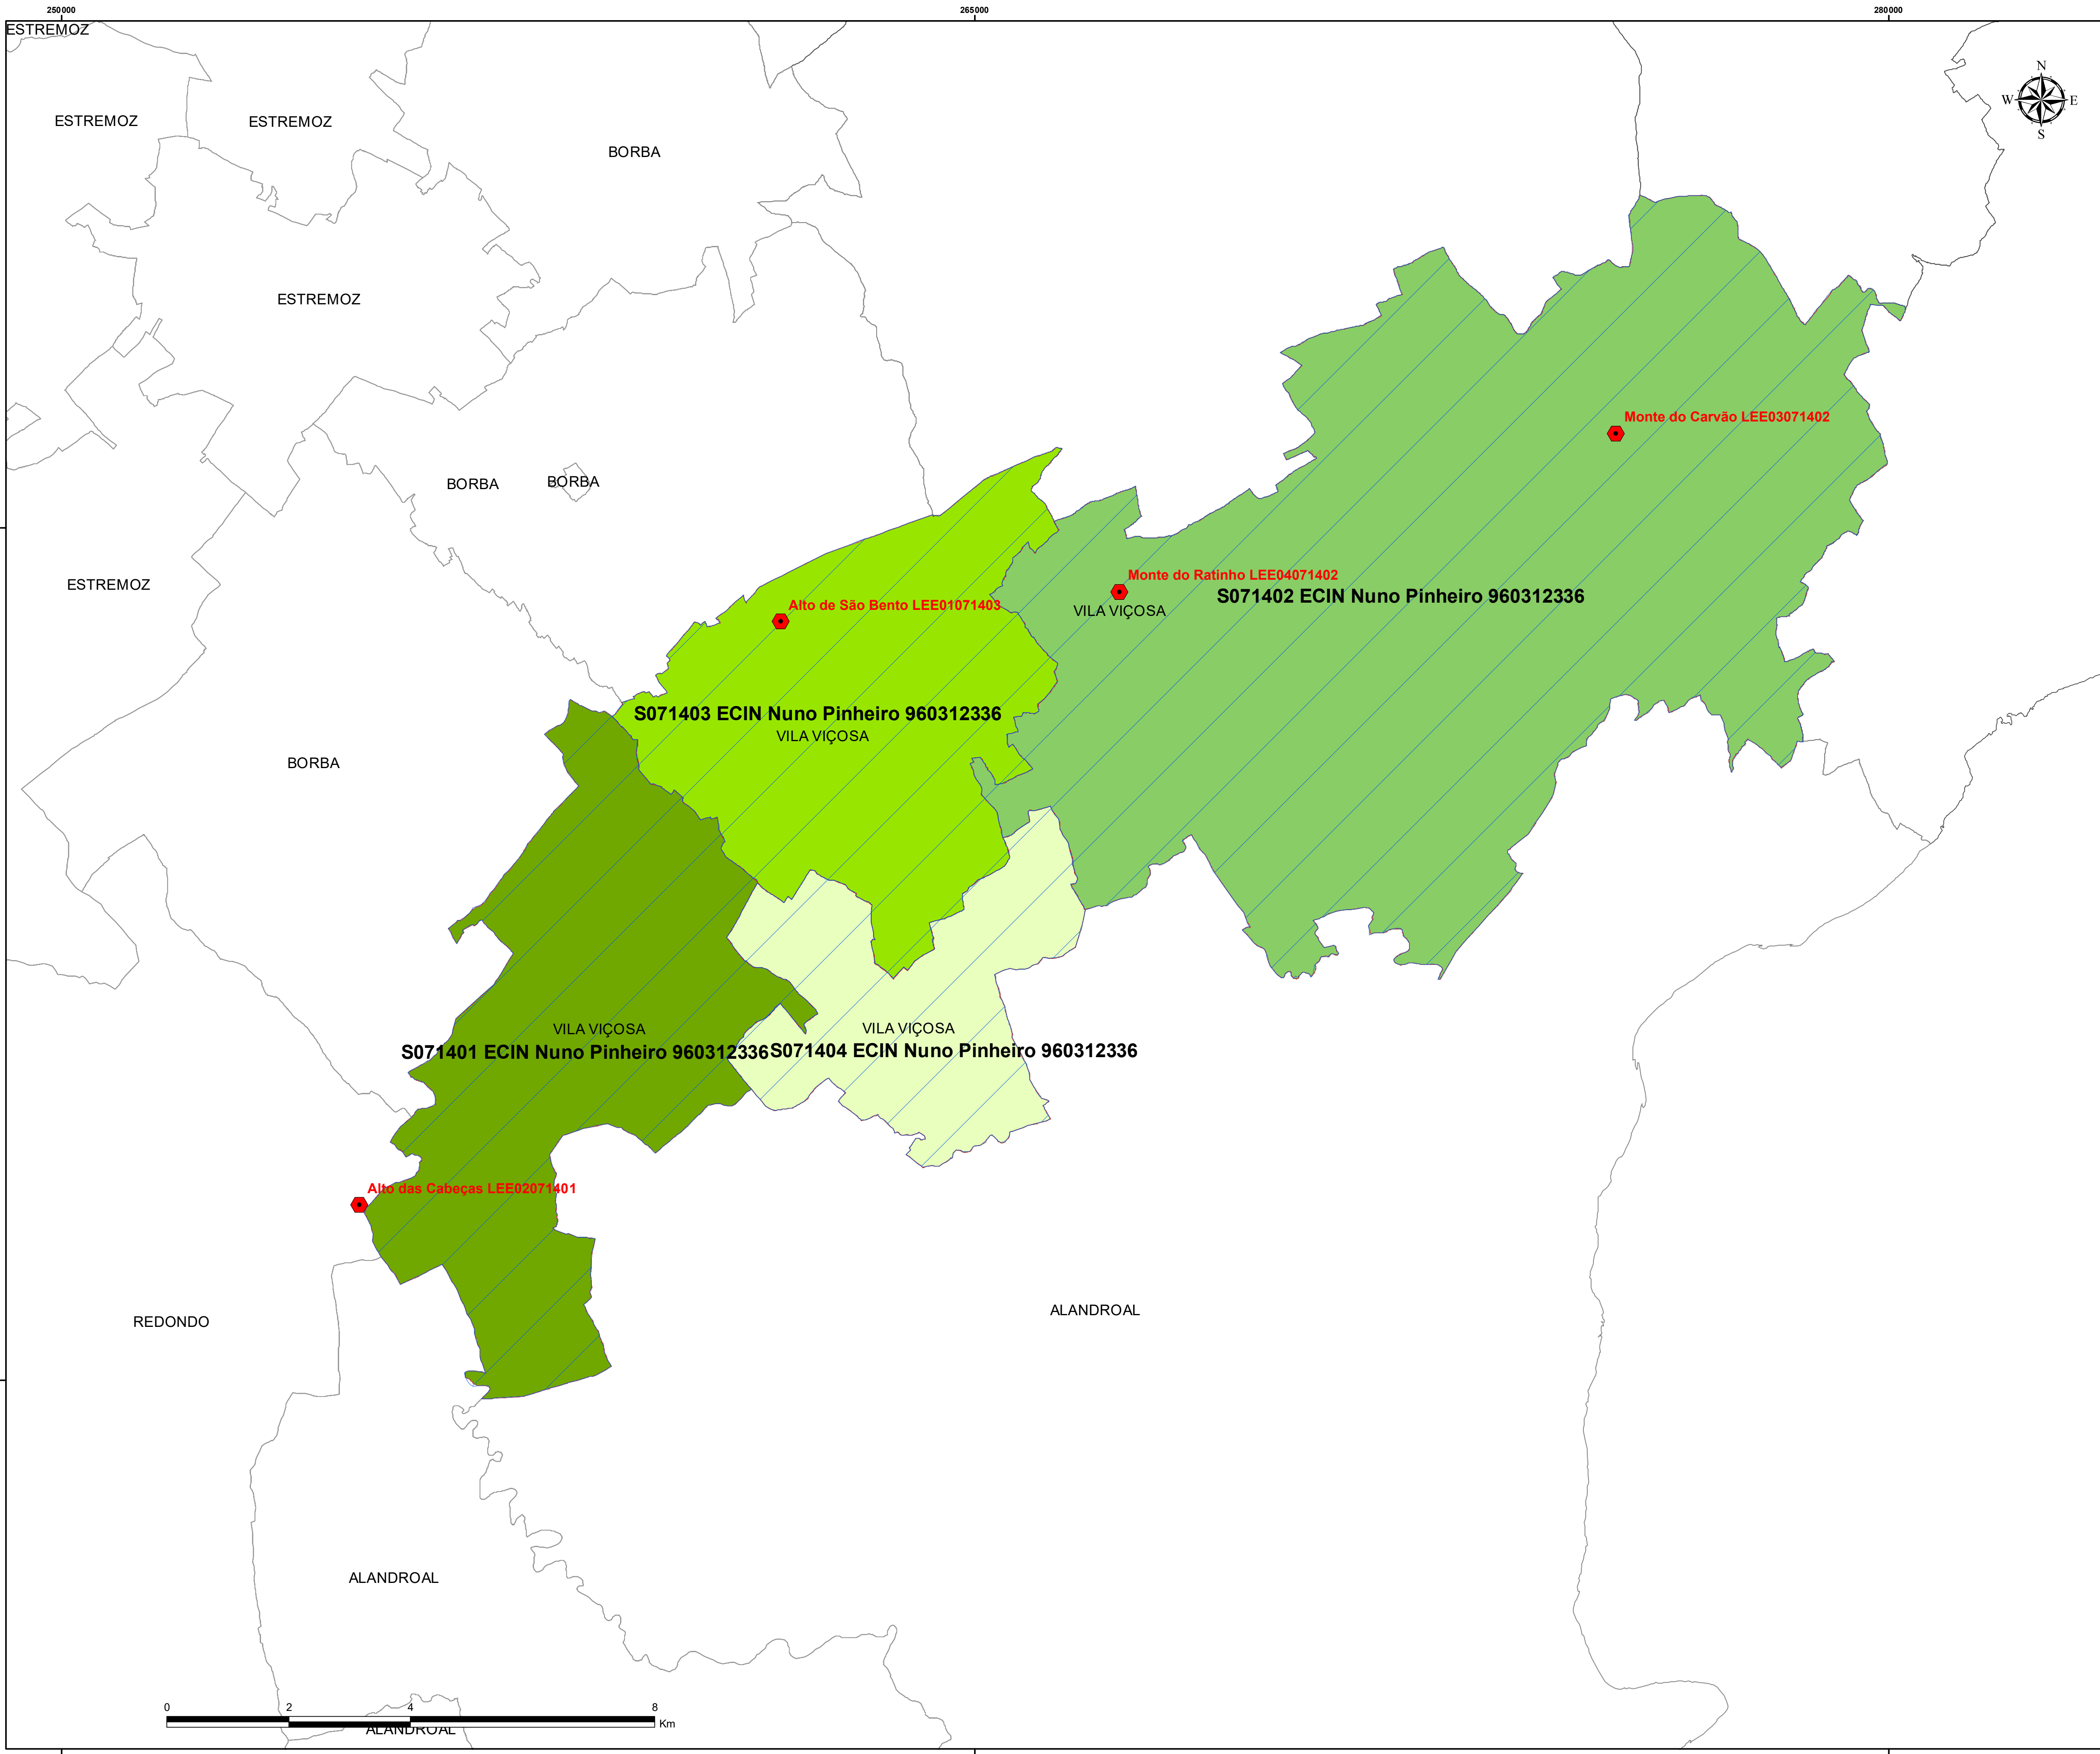 250000
265000
280000
ESTREMOZ
N
W
E
S
ESTREMOZ
ESTREMOZ
BORBA
ESTREMOZ
Monte do Carvão LEE03071402
BORBA
BORBA
ESTREMOZ
Monte do Ratinho LEE04071402
S071402 ECIN Nuno Pinheiro 960312336
VILA VIÇOSA
Alto de São Bento LEE01071403
S071403 ECIN Nuno Pinheiro 960312336
VILA VIÇOSA
BORBA
VILA VIÇOSA
S071401 ECIN Nuno Pinheiro 960312336
VILA VIÇOSA
S071404 ECIN Nuno Pinheiro 960312336
Alto das Cabeças LEE02071401
REDONDO
ALANDROAL
ALANDROAL
0 2 4 8
Km
ALANDROAL